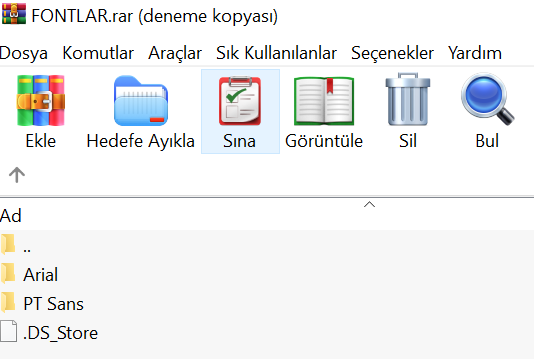 FONTLAR.rar (deneme kopyası)
Dosya Komutlar Araçlar Sık Kullanılanlar Seçenekler Yardım
Ekle Hedefe Ayıkla Sına Görüntüle Sil Bul
Ad
..
Arial
PT Sans
.DS_Store